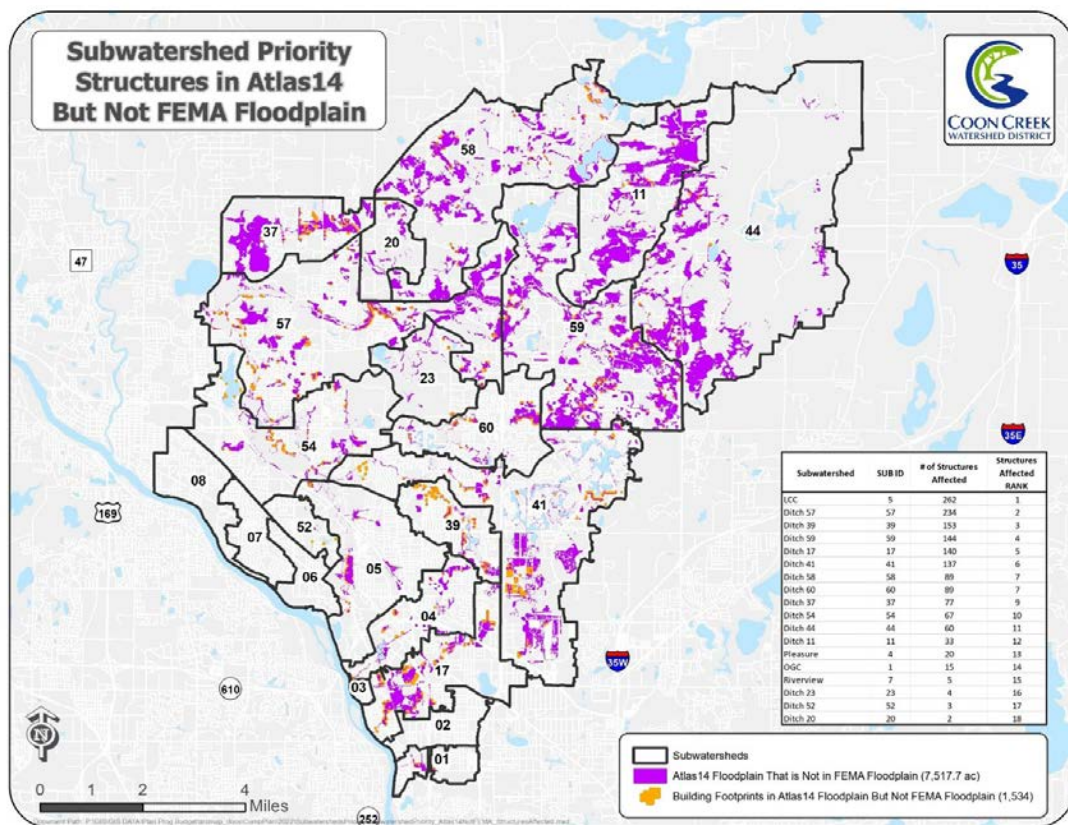 Subwatershed Priority
Structures in Atlas14
But Not FEMA Floodplain
COON CREEK
WATERSHED DISTRICT
58
11
44
37
20
47
35
57
59
23
60
54
35E
08
41
52
39
169
07
05
06
04
17
35W
03
610
02
01
252
N
0 2 4
Miles
Subwatershed SUB ID # of Structures Affected Structures Affected RANK
LCC 5 262 1
Ditch 57 57 234 2
Ditch 39 39 153 3
Ditch 59 59 144 4
Ditch 17 17 140 5
Ditch 41 41 137 6
Ditch 58 58 89 7
Ditch 60 60 89 7
Ditch 37 37 77 9
Ditch 54 54 67 10
Ditch 44 44 60 11
Ditch 11 11 33 12
Pleasure 4 20 13
OGC 1 15 14
Riverview 7 5 15
Ditch 23 23 4 16
Ditch 52 52 3 17
Ditch 20 20 2 18
Subwatersheds
Atlas14 Floodplain That is Not in FEMA Floodplain (7,517.7 ac)
Building Footprints in Atlas14 Floodplain But Not FEMA Floodplain (1,534)